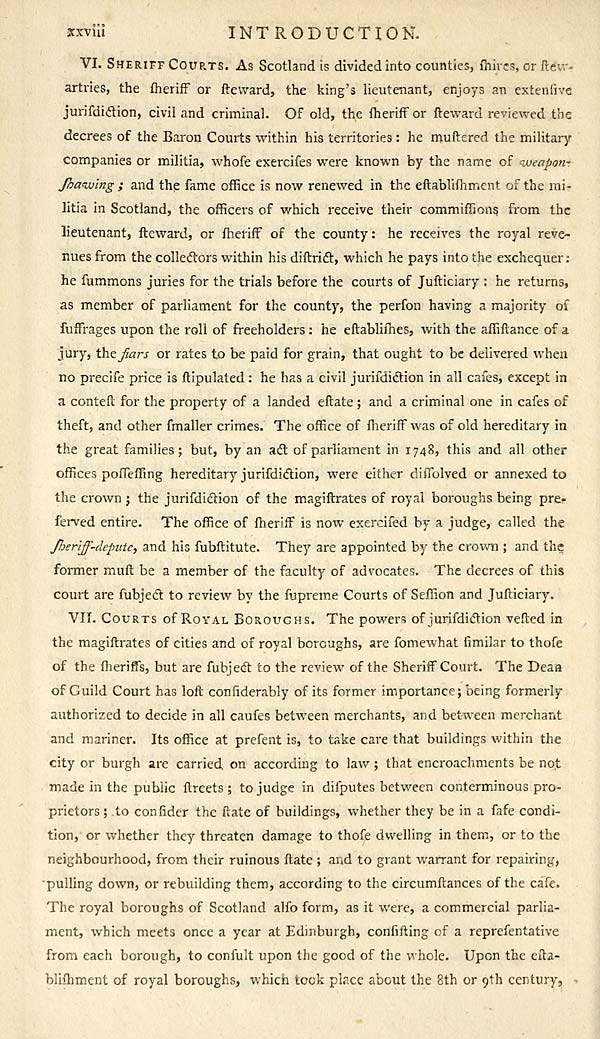 xxviii INTRODUCTION.
VI. SHERIFF COURTS. As Scotland is divided into counties, ſhires, or ſtew-
artries, the ſheriff or ſteward, the king's lieutenant, enjoys an extenſive
juriſdiction, civil and criminal. Of old, the ſheriff or ſteward reviewed the
decrees of the Baron Courts within his territories: he muſtered the military
companies or militia, whoſe exerciſes were known by the name of weapon-
ſhawing; and the ſame office is now renewed in the eſtabliſhment of the mi-
litia in Scotland, the officers of which receive their commiſſions from the
lieutenant, ſteward, or ſheriff of the county: he receives the royal reve-
nues from the collectors within his diſtrict, which he pays into the exchequer:
he ſummons juries for the trials before the courts of Juſticiary: he returns,
as member of parliament for the county, the perſon having a majority of
ſuffrages upon the roll of freeholders: he eſtabliſhes, with the aſſiſtance of a
jury, the fiars or rates to be paid for grain, that ought to be delivered when
no preciſe price is ſtipulated: he has a civil juriſdiction in all caſes, except in
a conteſt for the property of a landed eſtate; and a criminal one in caſes of
theft, and other ſmaller crimes. The office of ſheriff was of old hereditary in
the great families; but, by an act of parliament in 1748, this and all other
offices poſſeſſing hereditary juriſdiction, were either diſſolved or annexed to
the crown; the juriſdiction of the magiſtrates of royal boroughs being pre-
ſerved entire. The office of ſheriff is now exerciſed by a judge, called the
ſheriff-depute, and his ſubſtitute. They are appointed by the crown; and the
former muſt be a member of the faculty of advocates. The decrees of this
court are ſubject to review by the ſupreme Courts of Seſſion and Juſticiary.
VII. COURTS of ROYAL BOROUGHS. The powers of juriſdiction veſted in
the magiſtrates of cities and of royal boroughs, are ſomewhat ſimilar to thoſe
of the ſheriffs, but are ſubject to the review of the Sheriff Court. The Dean
of Guild Court has loſt conſiderably of its former importance; being formerly
authorized to decide in all cauſes between merchants, and between merchant
and mariner. Its office at preſent is, to take care that buildings within the
city or burgh are carried on according to law; that encroachments be not
made in the public ſtreets; to judge in diſputes between conterminous pro-
prietors; to conſider the ſtate of buildings, whether they be in a ſafe condi-
tion, or whether they threaten damage to thoſe dwelling in them, or to the
neighbourhood, from their ruinous ſtate; and to grant warrant for repairing,
pulling down, or rebuilding them, according to the circumſtances of the caſe.
The royal boroughs of Scotland alſo form, as it were, a commercial parlia-
ment, which meets once a year at Edinburgh, conſiſting of a repreſentative
from each borough, to conſult upon the good of the whole. Upon the eſta-
bliſhment of royal boroughs, which took place about the 8th or 9th century,